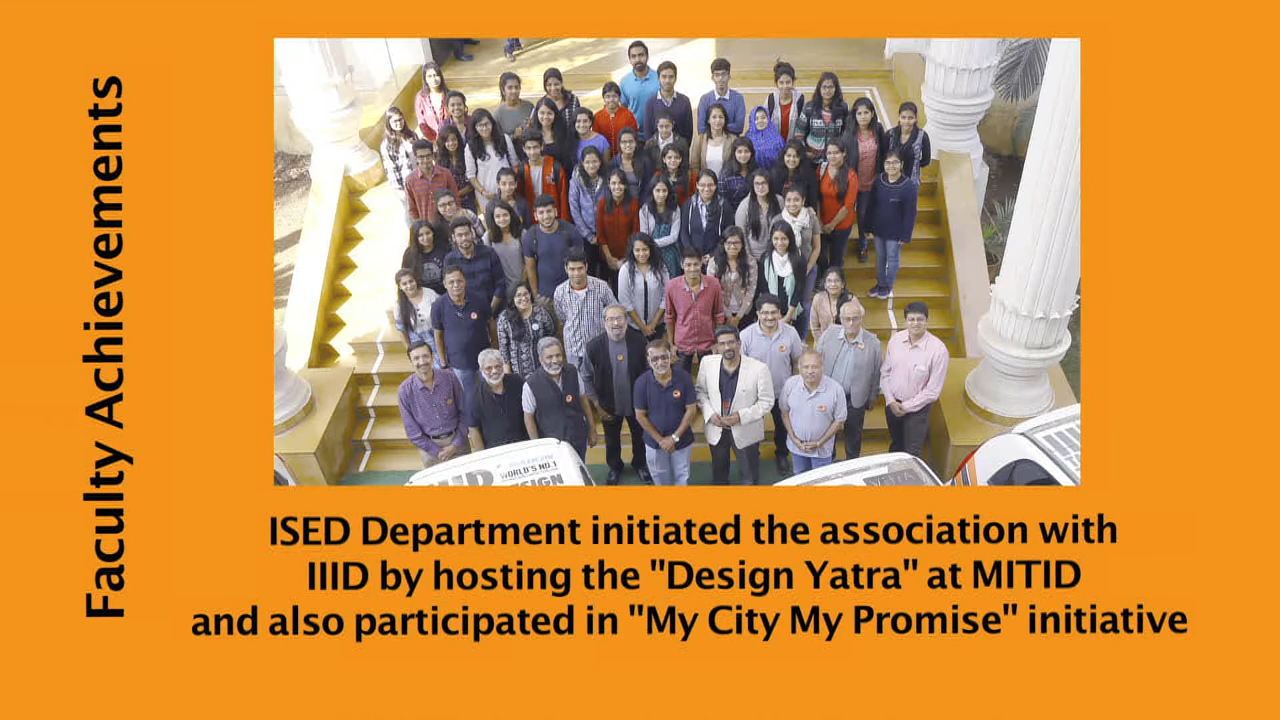 Faculty Achievements
WORLD'S NO.1
ISED Department initiated the association with
IIID by hosting the "Design Yatra" at MITID
and also participated in "My City My Promise" initiative